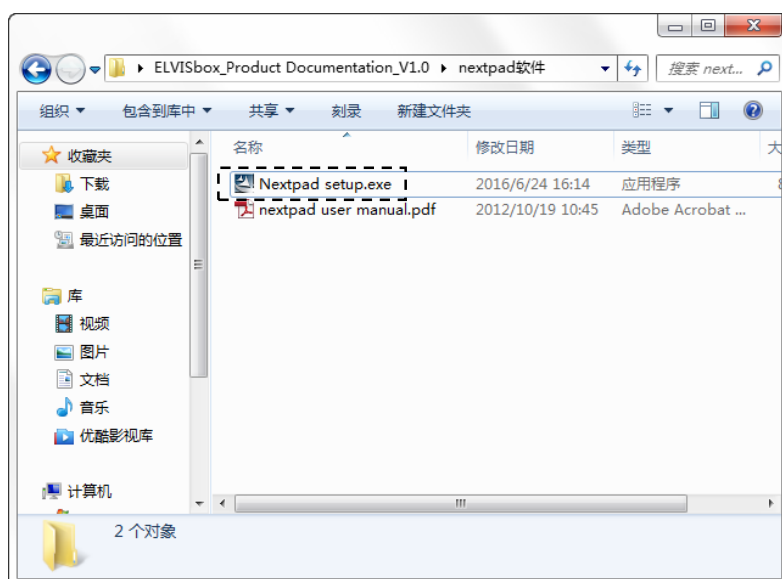 ELVISbox_Product Documentation_V1.0 nextpad软件
搜索 next...
组织 包含到库中 共享 刻录 新建文件夹
收藏夹
下载
桌面
最近访问的位置
库
视频
图片
文档
音乐
优酷影视库
计算机
名称 修改日期 类型 大
Nextpad setup.exe 2016/6/24 16:14 应用程序
nextpad user manual.pdf 2012/10/19 10:45 Adobe Acrobat ...
2 个对象